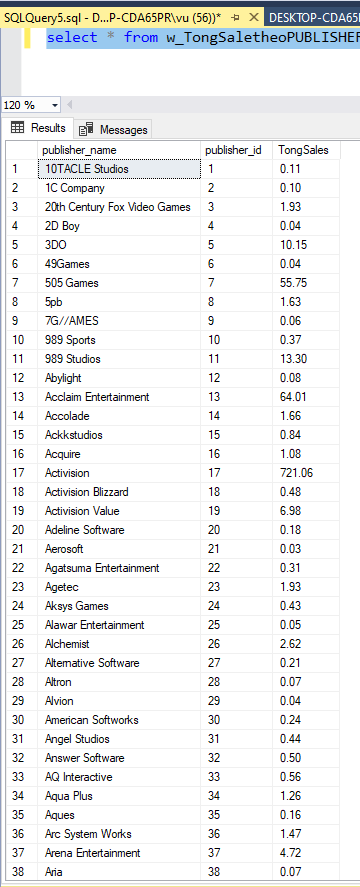 SQLQuery5.sql - D...P-CDA65PR\vu (56))*
DESKTOP-CDA65
select * from w_TongSaletheoPUBLISHER
120 %
Results Messages
publisher_name publisher_id TongSales
1 10TACLE Studios 1 0.11
2 1C Company 2 0.10
3 20th Century Fox Video Games 3 1.93
4 2D Boy 4 0.04
5 3DO 5 10.15
6 49Games 6 0.04
7 505 Games 7 55.75
8 5pb 8 1.63
9 7G//AMES 9 0.06
10 989 Sports 10 0.37
11 989 Studios 11 13.30
12 Abylight 12 0.08
13 Acclaim Entertainment 13 64.01
14 Accolade 14 1.66
15 Ackkstudios 15 0.84
16 Acquire 16 1.08
17 Activision 17 721.06
18 Activision Blizzard 18 0.48
19 Activision Value 19 6.98
20 Adeline Software 20 0.18
21 Aerosoft 21 0.03
22 Agatsuma Entertainment 22 0.31
23 Agetec 23 1.93
24 Aksys Games 24 0.43
25 Alawar Entertainment 25 0.05
26 Alchemist 26 2.62
27 Alternative Software 27 0.21
28 Altron 28 0.07
29 Alvion 29 0.04
30 American Softworks 30 0.24
31 Angel Studios 31 0.44
32 Answer Software 32 0.50
33 AQ Interactive 33 0.56
34 Aqua Plus 34 1.26
35 Aques 35 0.16
36 Arc System Works 36 1.47
37 Arena Entertainment 37 4.72
38 Aria 38 0.07